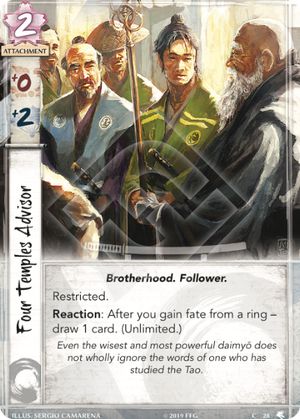 2
ATTACHMENT
+0
+2
Four Temples Advisor
Brotherhood. Follower.
Restricted.
Reaction: After you gain fate from a ring –
draw 1 card. (Unlimited.)
Even the wisest and most powerful daimyō does
not wholly ignore the words of one who has
studied the Tao.
ILLUS. SERGIO CAMARENA
© 2019 FFG